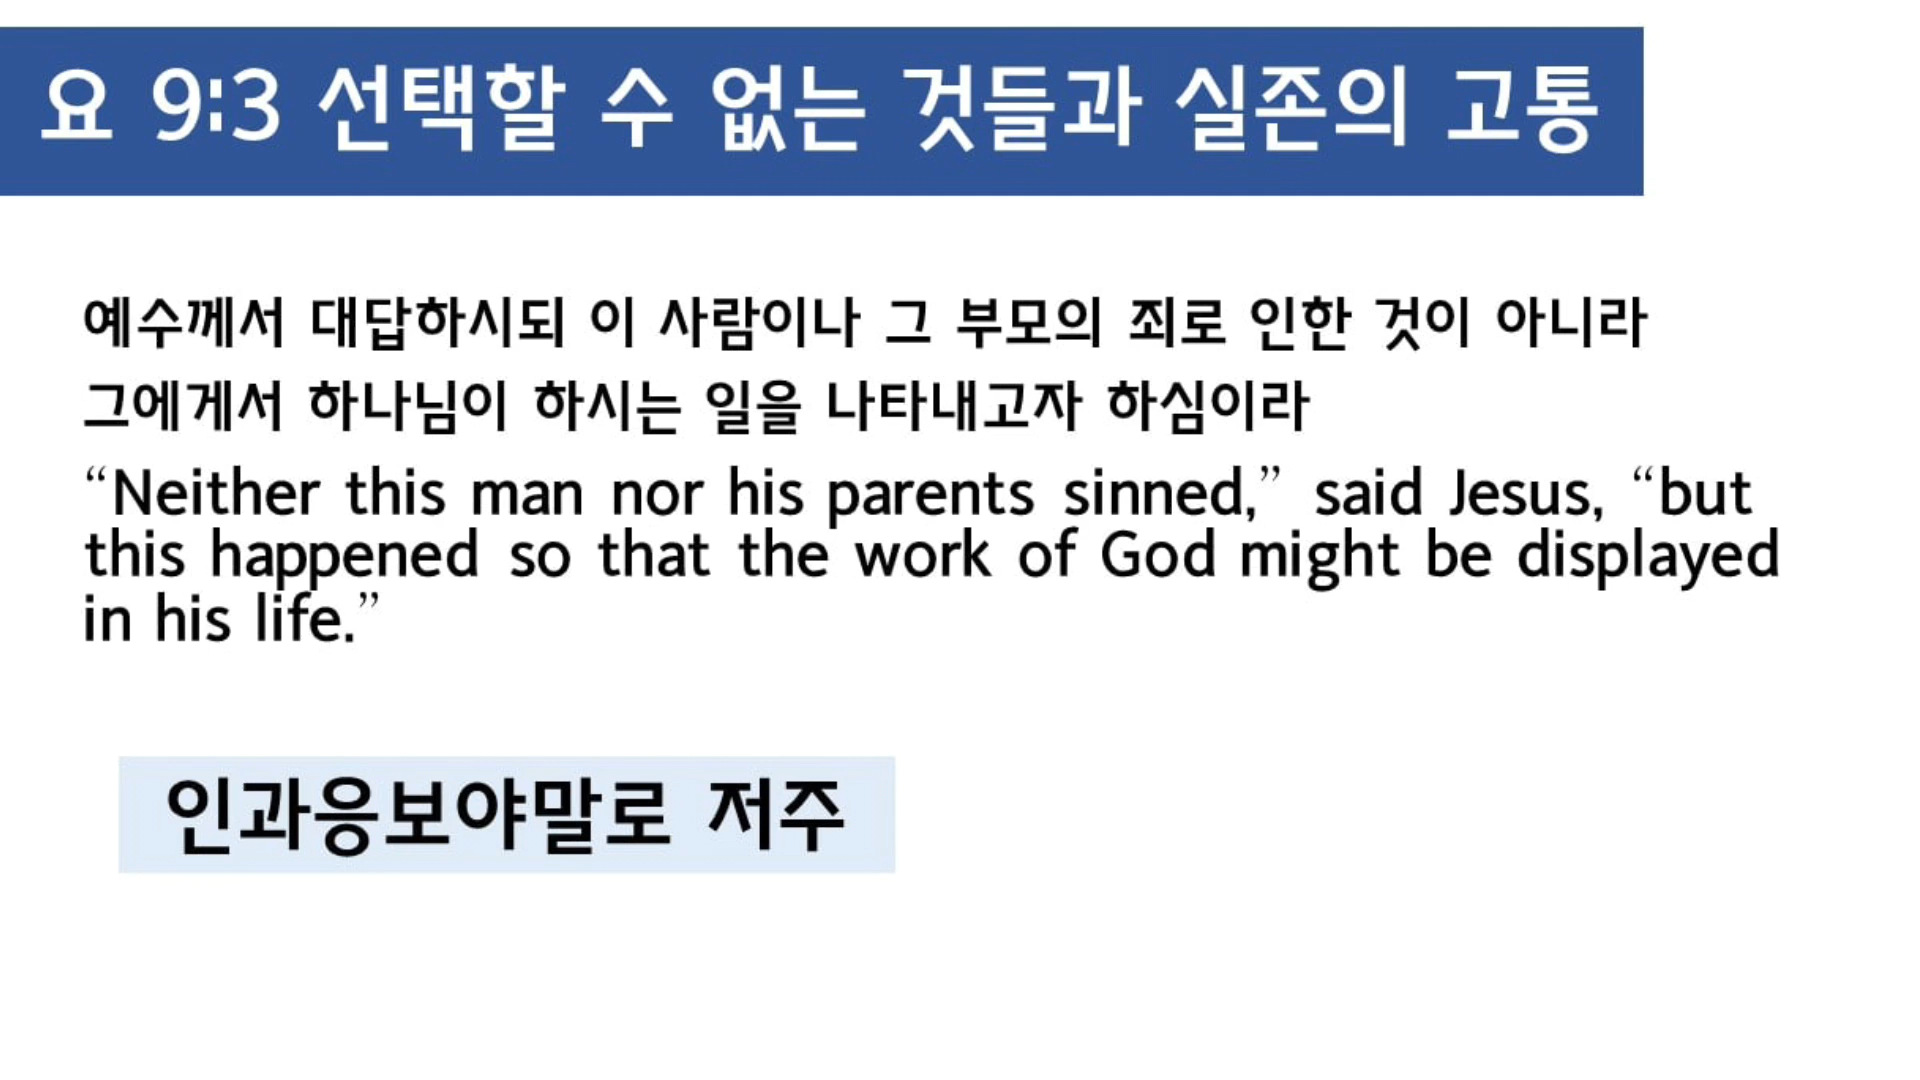 요 9:3 선택할 수 없는 것들과 실존의 고통
예수께서 대답하시되 이 사람이나 그 부모의 죄로 인한 것이 아니라
그에게서 하나님이 하시는 일을 나타내고자 하심이라
“Neither this man nor his parents sinned,” said Jesus, “but
this happened so that the work of God might be displayed
in his life.”
인과응보야말로 저주